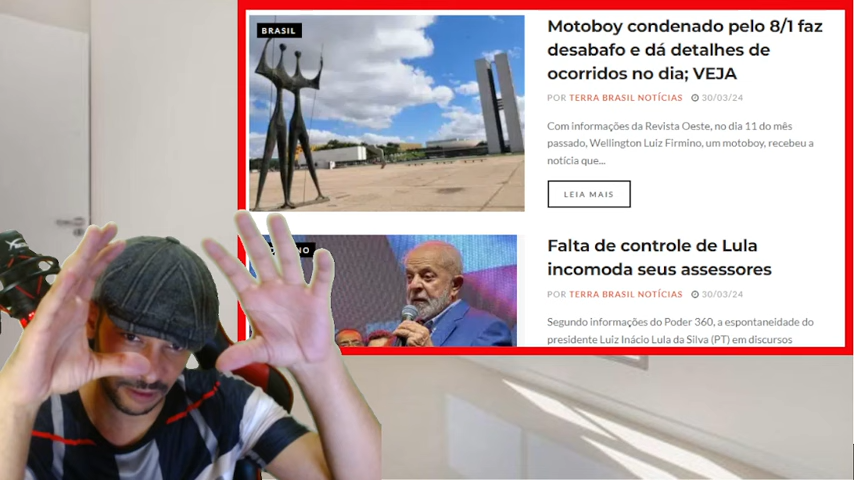 BRASIL
Motoboy condenado pelo 8/1 faz
desabafo e dá detalhes de
ocorridos no dia; VEJA
POR TERRA BRASIL NOTÍCIAS 30/03/24
Com informações da Revista Oeste, no dia 11 do mês
passado, Wellington Luiz Firmino, um motoboy, recebeu a
notícia que...
LEIA MAIS
NO
Falta de controle de Lula
incomoda seus assessores
POR TERRA BRASIL NOTÍCIAS 30/03/24
Segundo informações do Poder 360, a espontaneidade do
presidente Luiz Inácio Lula da Silva (PT) em discursos